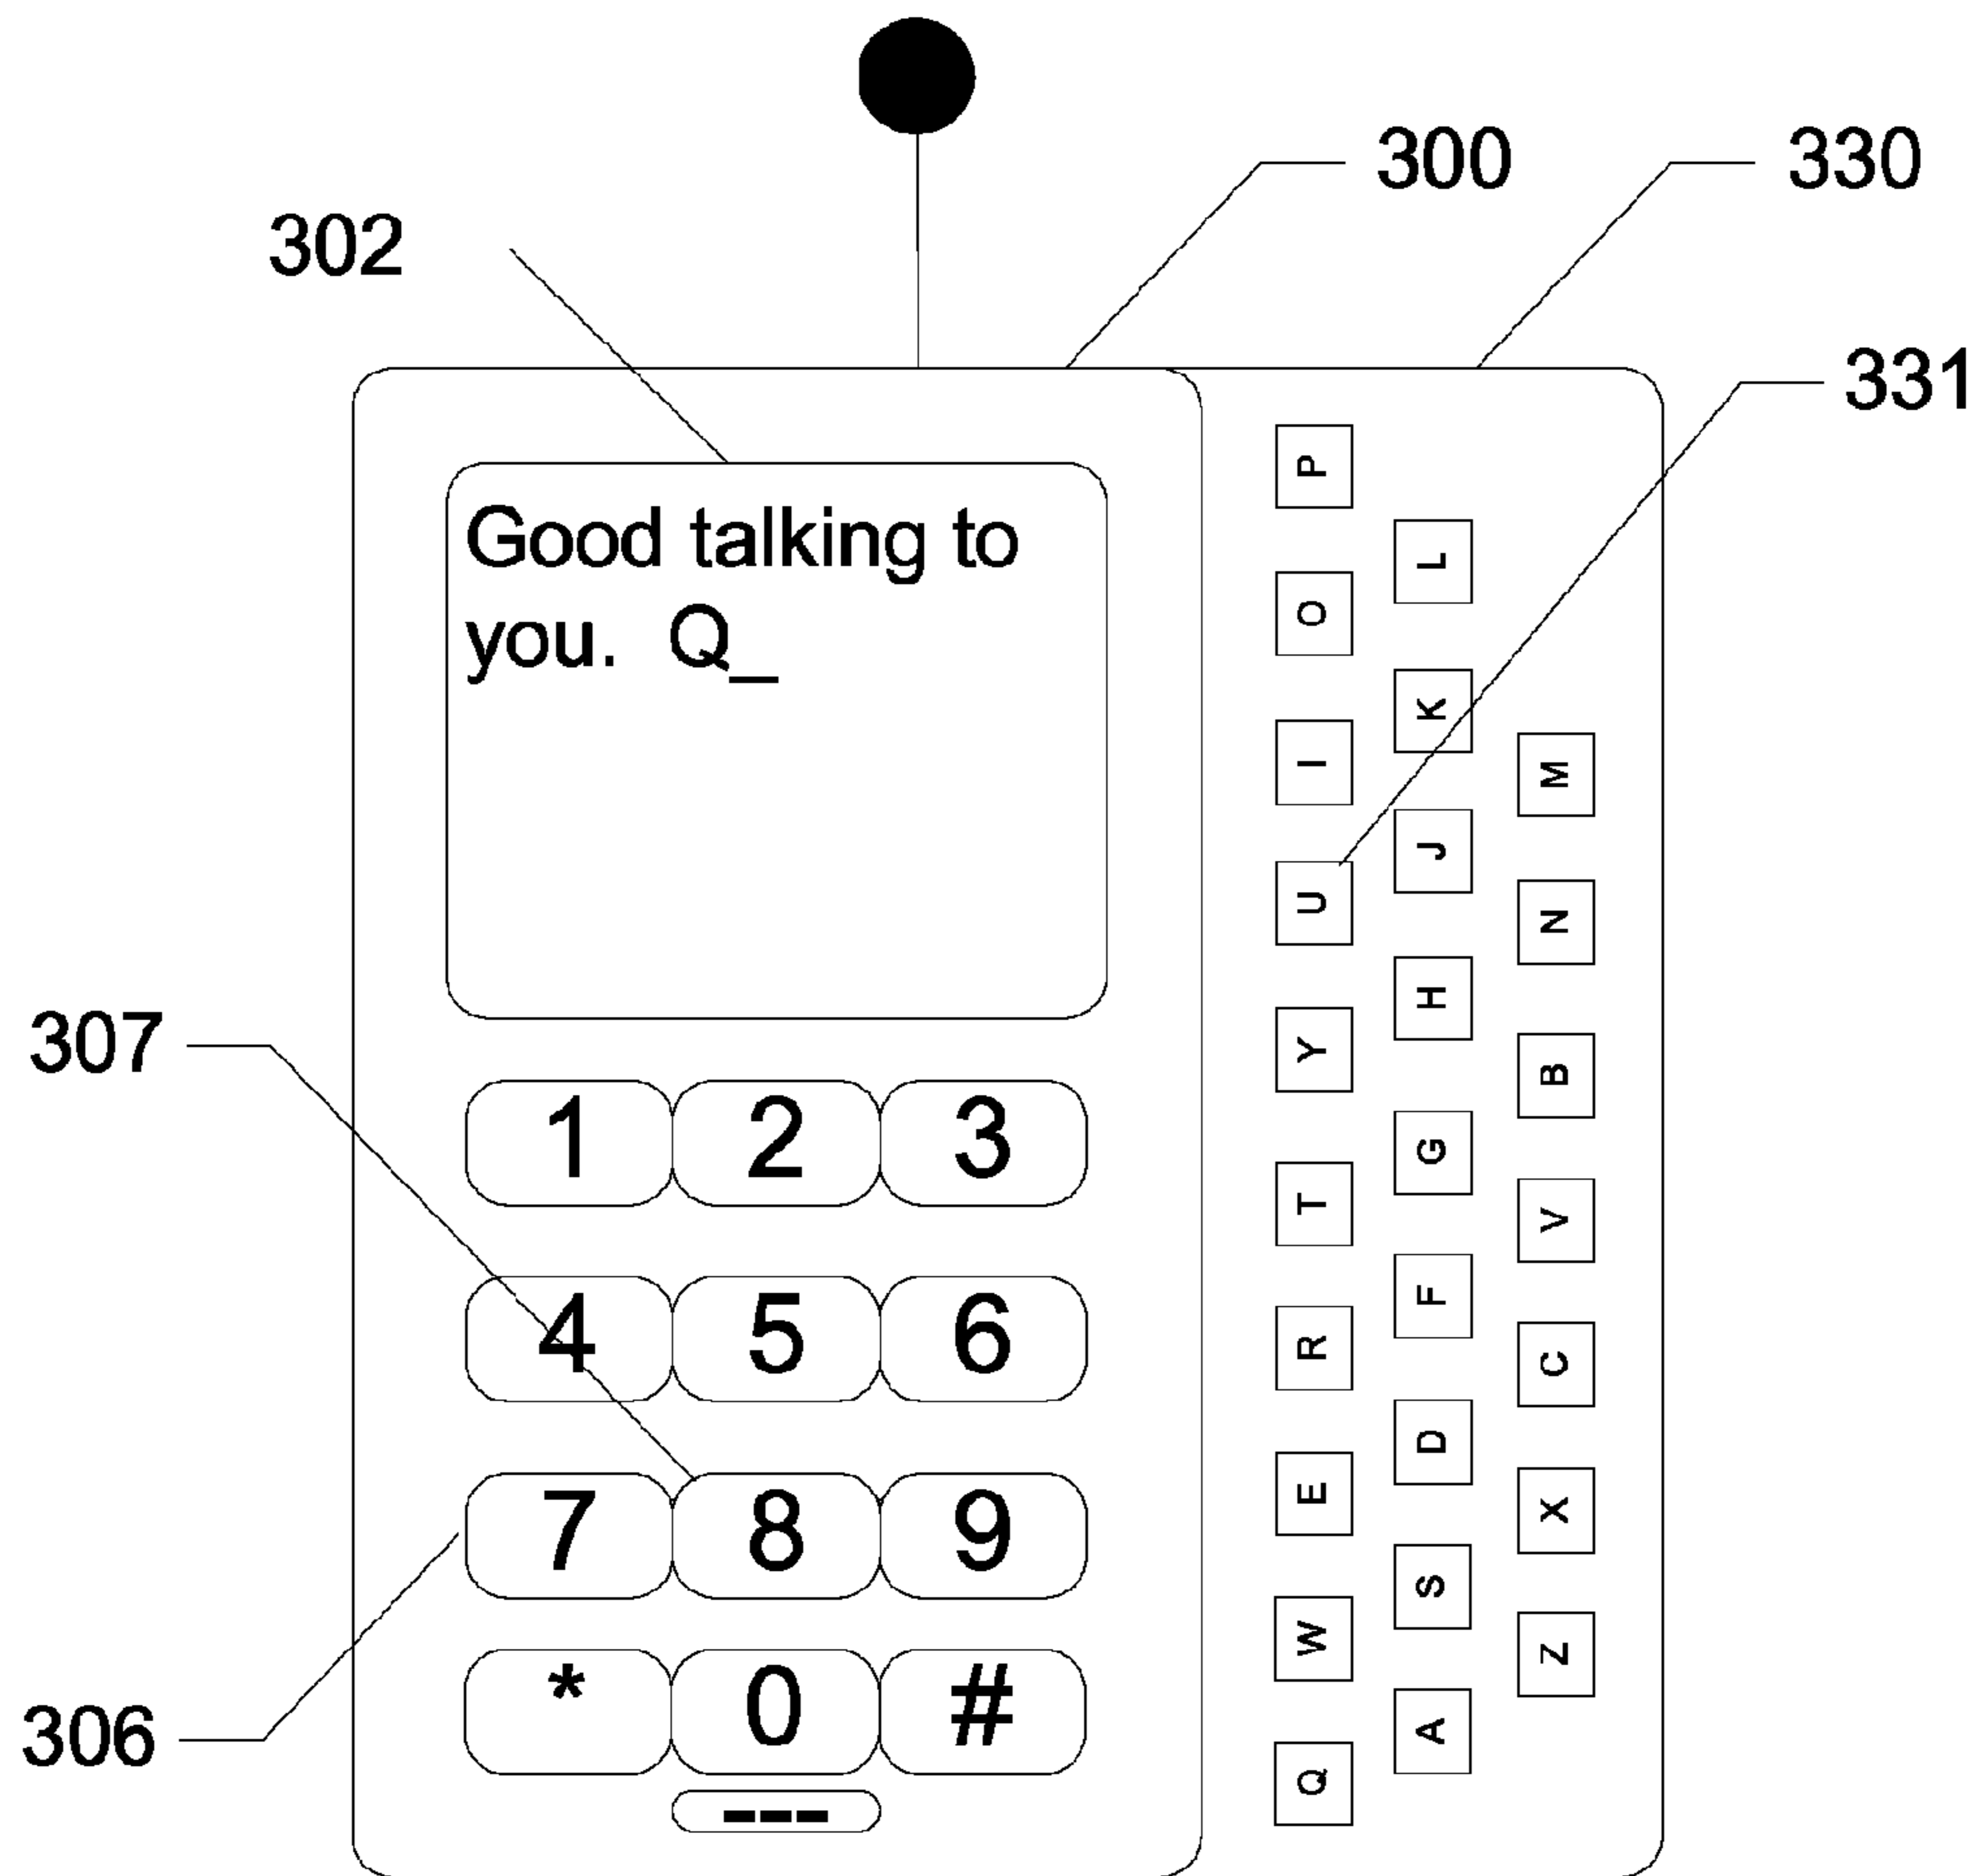 300
330
302
331
Good talking to
you. Q_
307
1 2 3
4 5 6
7 8 9
306
* 0 #
---
Q W E R T Y U I O P
A S D F G H J K L
Z X C V B N M